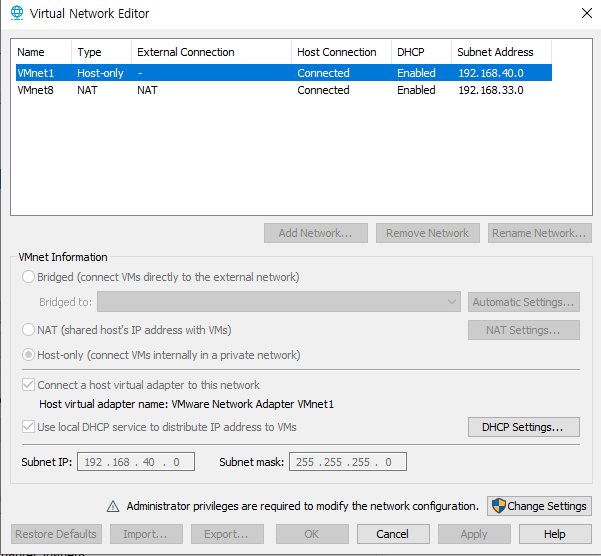 Virtual Network Editor
Name Type External Connection Host Connection DHCP Subnet Address
VMnet1 Host-only - Connected Enabled 192.168.40.0
VMnet8 NAT NAT Connected Enabled 192.168.33.0
Add Network... Remove Network Rename Network...
VMnet Information
Bridged (connect VMs directly to the external network)
Bridged to: Automatic Settings...
NAT (shared host's IP address with VMs) NAT Settings...
Host-only (connect VMs internally in a private network)
Connect a host virtual adapter to this network
Host virtual adapter name: VMware Network Adapter VMnet1
Use local DHCP service to distribute IP address to VMs DHCP Settings...
Subnet IP: 192 . 168 . 40 . 0 Subnet mask: 255 . 255 . 255 . 0
Administrator privileges are required to modify the network configuration. Change Settings
Restore Defaults Import... Export... OK Cancel Apply Help